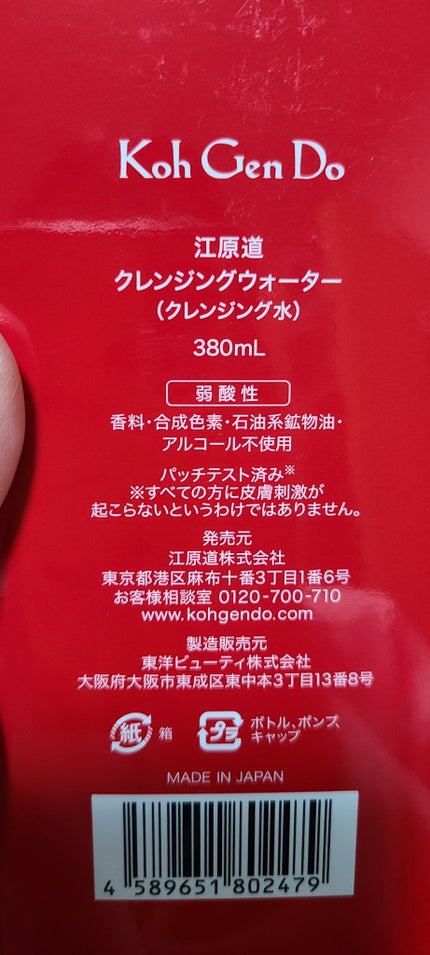 Koh Gen Do
江原道
クレンジングウォーター
（クレンジング水）
380mL
弱酸性
香料・合成色素・石油系鉱物油・
アルコール不使用
パッチテスト済み※
※すべての方に皮膚刺激が
起こらないというわけではありません。
発売元
江原道株式会社
東京都港区麻布十番3丁目1番6号
お客様相談室 0120-700-710
www.kohgendo.com
製造販売元
東洋ビューティ株式会社
大阪府大阪市東成区東中本3丁目13番8号
紙 箱 プラ ボトル、ポンプ、
キャップ
MADE IN JAPAN
4 589651 802479